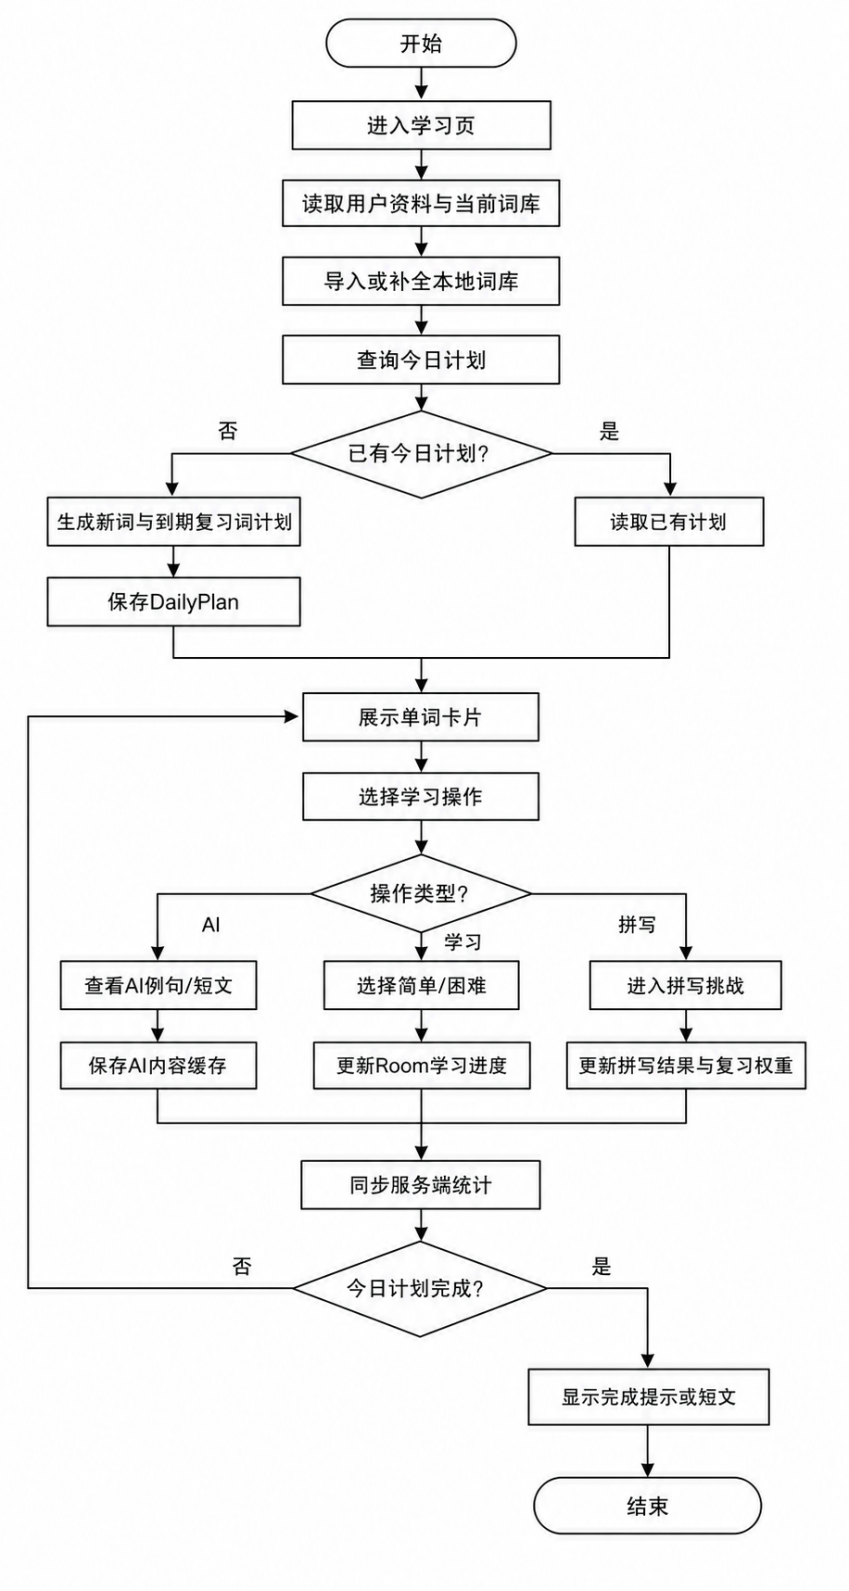 开始
进入学习页
读取用户资料与当前词库
导入或补全本地词库
查询今日计划
否
是
已有今日计划?
生成新词与到期复习词计划
读取已有计划
保存DailyPlan
展示单词卡片
选择学习操作
操作类型?
AI
学习
拼写
查看AI例句/短文
选择简单/困难
进入拼写挑战
保存AI内容缓存
更新Room学习进度
更新拼写结果与复习权重
同步服务端统计
否
是
今日计划完成?
显示完成提示或短文
结束